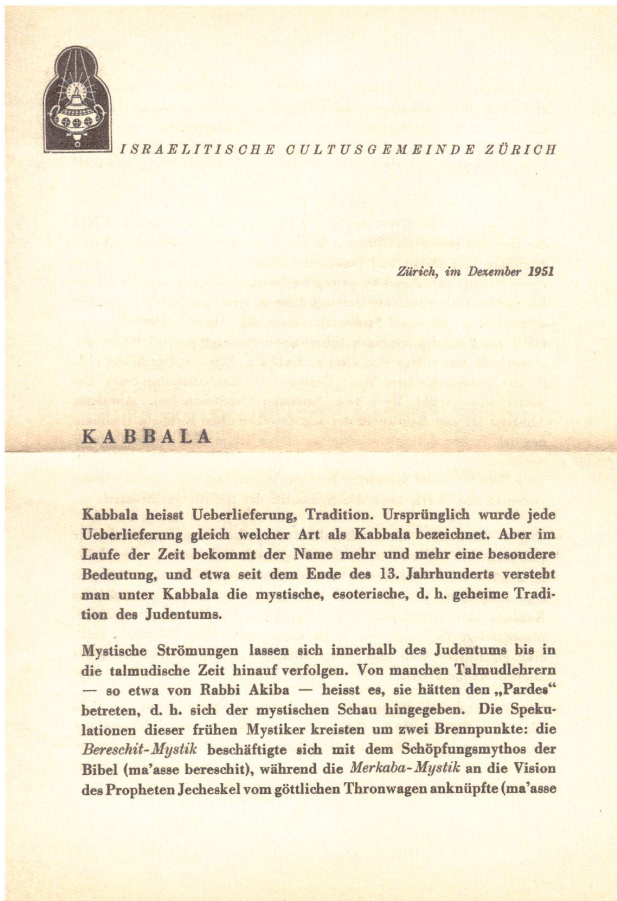 ISRAELITISCHE CULTUSGEMEINDE ZÜRICH
Zürich, im Dezember 1951
KABBALA
Kabbala heisst Ueberlieferung, Tradition. Ursprünglich wurde jede
Ueberlieferung gleich welcher Art als Kabbala bezeichnet. Aber im
Laufe der Zeit bekommt der Name mehr und mehr eine besondere
Bedeutung, und etwa seit dem Ende des 13. Jahrhunderts versteht
man unter Kabbala die mystische, esoterische, d. h. geheime Tradi-
tion des Judentums.
Mystische Strömungen lassen sich innerhalb des Judentums bis in
die talmudische Zeit hinauf verfolgen. Von manchen Talmudlehrern
— so etwa von Rabbi Akiba — heisst es, sie hätten den „Pardes“
betreten, d. h. sich der mystischen Schau hingegeben. Die Speku-
lationen dieser frühen Mystiker kreisten um zwei Brennpunkte: die
Bereschit-Mystik beschäftigte sich mit dem Schöpfungsmythos der
Bibel (ma'asse bereschit), während die Merkaba-Mystik an die Vision
des Propheten Jecheskel vom göttlichen Thronwagen anknüpfte (ma'asse